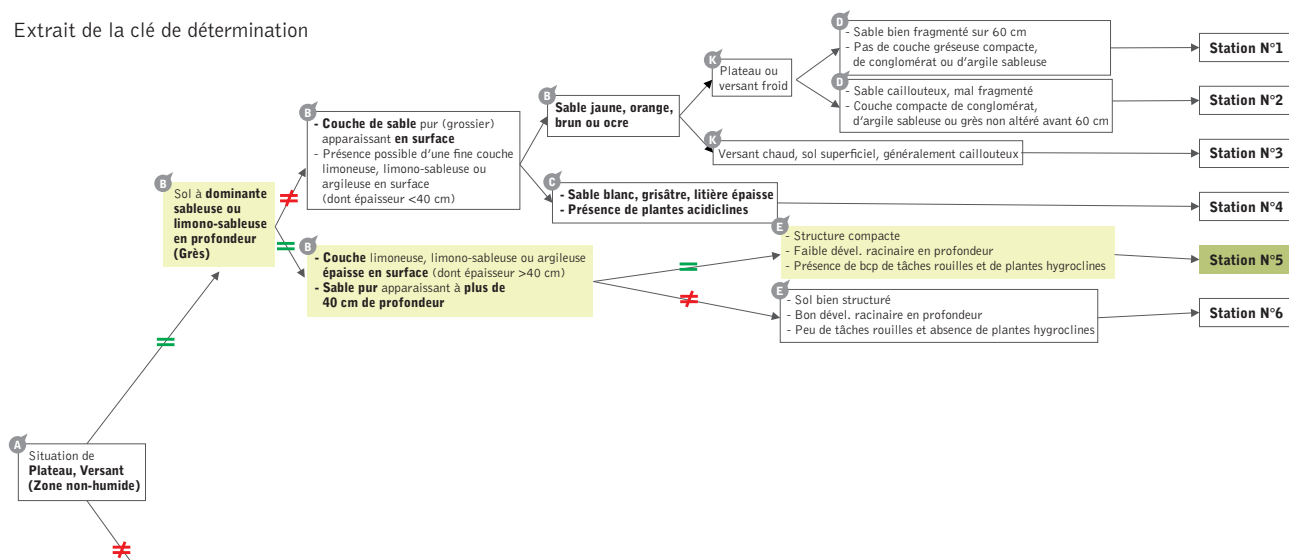 Extrait de la clé de détermination
D
- Sable bien fragmenté sur 60 cm
- Pas de couche gréseuse compacte,
de conglomérat ou d'argile sableuse
Station N°1
K
Plateau ou
versant froid
D
- Sable caillouteux, mal fragmenté
- Couche compacte de conglomérat,
d'argile sableuse ou grès non altéré avant 60 cm
Station N°2
B
Sable jaune, orange,
brun ou ocre
B
- Couche de sable pur (grossier)
apparaissant en surface
- Présence possible d'une fine couche
limoneuse, limono-sableuse ou
argileuse en surface
(dont épaisseur <40 cm)
K
Versant chaud, sol superficiel, généralement caillouteux
Station N°3
C
- Sable blanc, grisâtre, litière épaisse
- Présence de plantes acidiclines
Station N°4
B
Sol à dominante
sableuse ou
limono-sableuse
en profondeur
(Grès)
≠
=
B
- Couche limoneuse, limono-sableuse ou argileuse
épaisse en surface (dont épaisseur >40 cm)
- Sable pur apparaissant à plus de
40 cm de profondeur
=
≠
E
- Structure compacte
- Faible dével. racinaire en profondeur
- Présence de bcp de tâches rouilles et de plantes hygroclines
Station N°5
E
- Sol bien structuré
- Bon dével. racinaire en profondeur
- Peu de tâches rouilles et absence de plantes hygroclines
Station N°6
=
A
Situation de
Plateau, Versant
(Zone non-humide)
≠